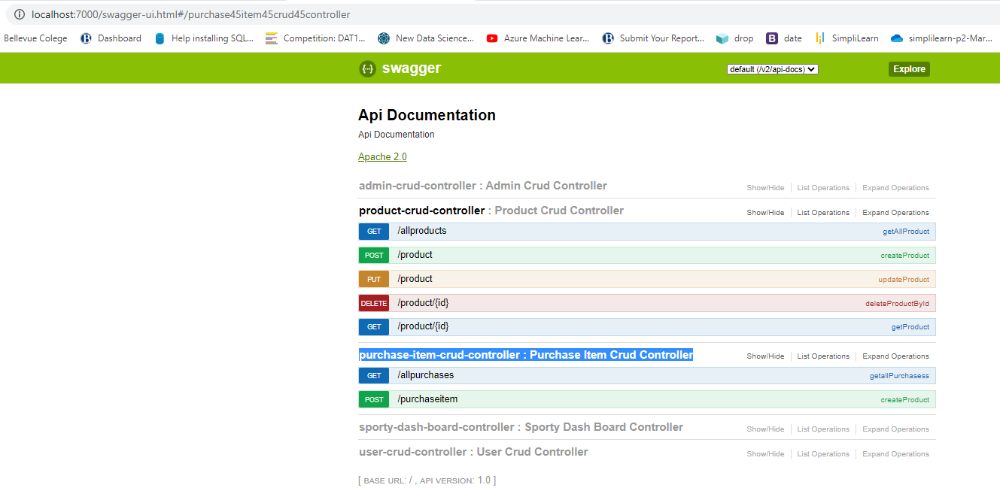 localhost:7000/swagger-ui.html#/purchase45item45crud45controller
Bellevue Colege B Dashboard Help installing SQL... Competition: DAT1... New Data Science... Azure Machine Lear... B Submit Your Report... drop B date SimpliLearn simplilearn-p2-Mar...
{··} swagger default (/v2/api-docs) Explore
Api Documentation
Api Documentation
Apache 2.0
admin-crud-controller : Admin Crud Controller Show/Hide List Operations Expand Operations
product-crud-controller : Product Crud Controller Show/Hide List Operations Expand Operations
GET /allproducts getAllProduct
POST /product createProduct
PUT /product updateProduct
DELETE /product/{id} deleteProductById
GET /product/{id} getProduct
purchase-item-crud-controller : Purchase Item Crud Controller Show/Hide List Operations Expand Operations
GET /allpurchases getallPurchasess
POST /purchaseitem createProduct
sporty-dash-board-controller : Sporty Dash Board Controller Show/Hide List Operations Expand Operations
user-crud-controller : User Crud Controller Show/Hide List Operations Expand Operations
[ BASE URL: / , API VERSION: 1.0 ]